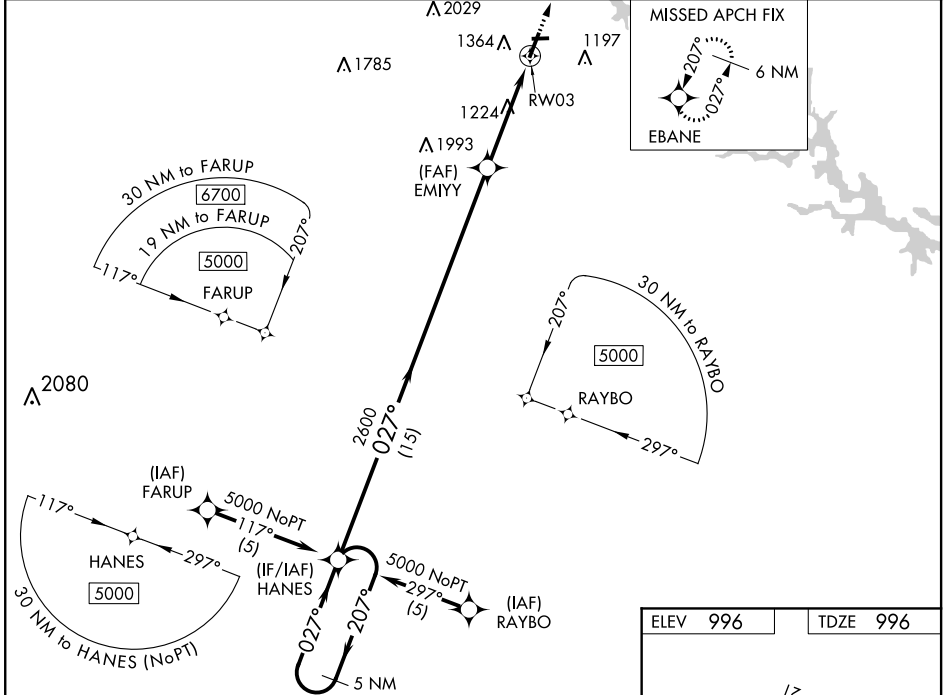 2029
1364
1197
1785
RW03
1224
1993
(FAF)
EMIYY
MISSED APCH FIX
207°
027°
6 NM
EBANE
30 NM to FARUP
6700
19 NM to FARUP
207°
5000
117°
FARUP
30 NM to RAYBO
207°
5000
RAYBO
297°
2080
2600
027°
(15)
(IAF)
FARUP
5000 NoPT
117°
(5)
117°
HANES
297°
5000
30 NM to HANES (NoPT)
(IF/IAF)
HANES
5000 NoPT
297°
(5)
(IAF)
RAYBO
027°
207°
5 NM
ELEV 996
TDZE 996